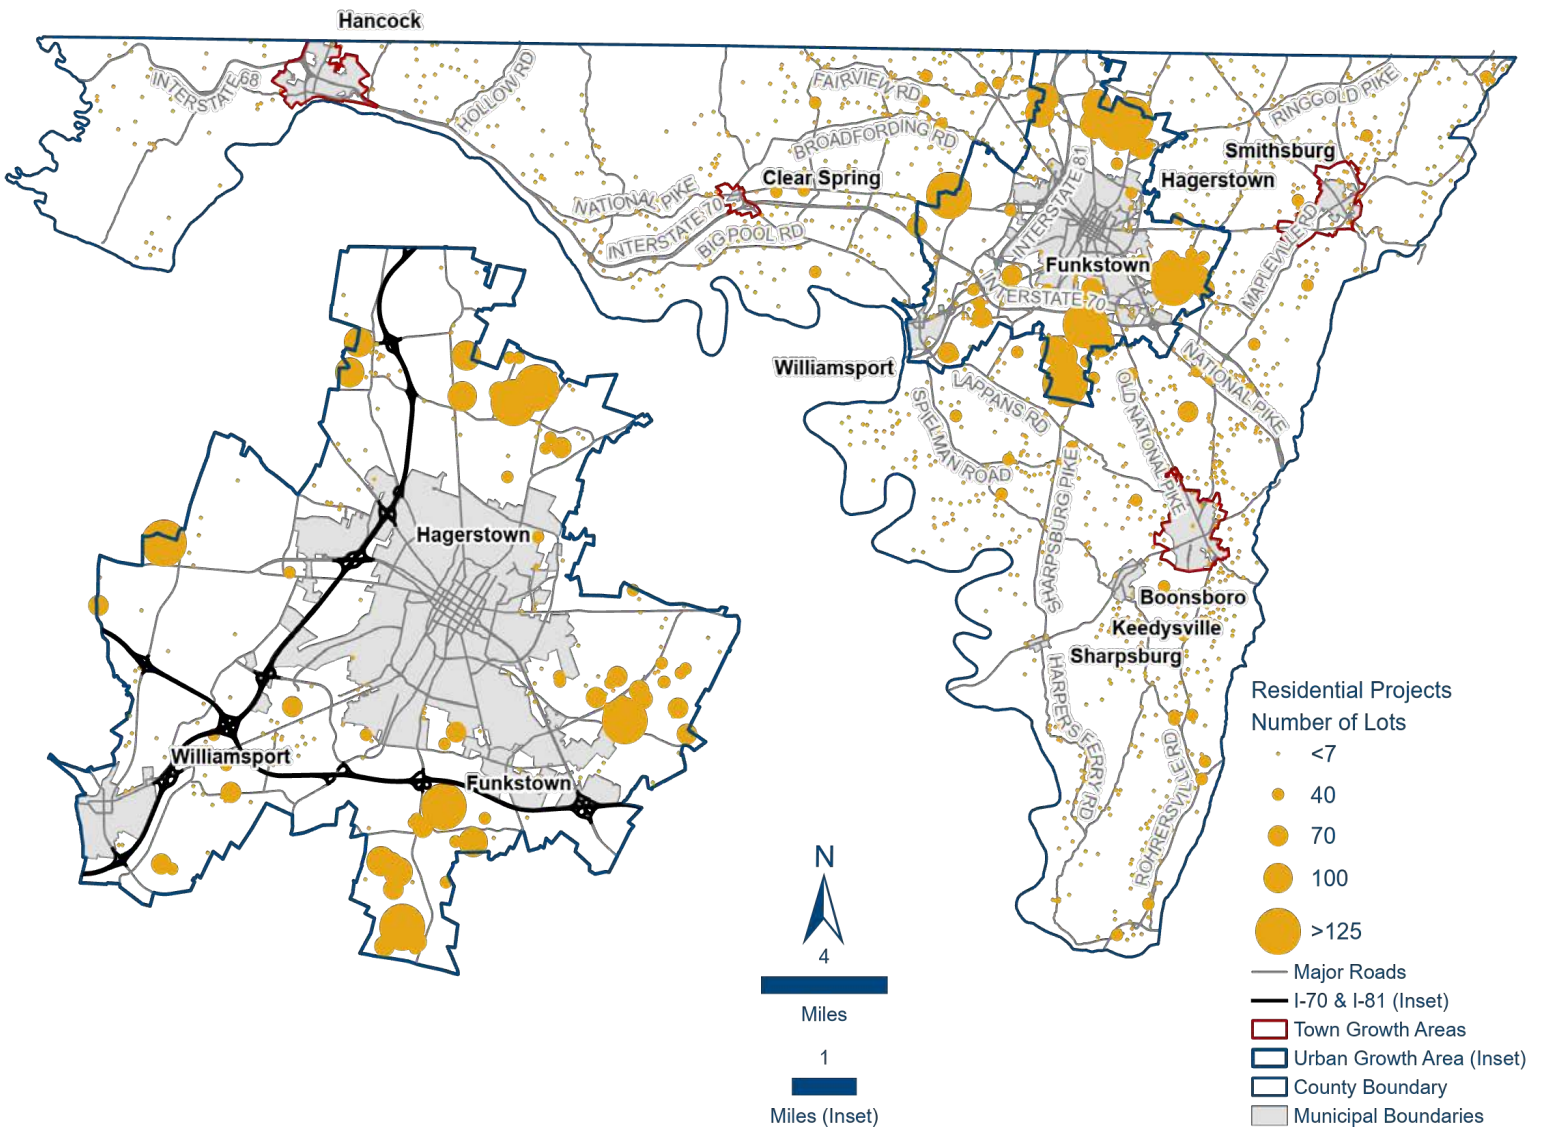 Hancock
INTERSTATE 68
HOLLOW RD
FAIRVIEW RD
BROADFORDING RD
RINGGOLD PIKE
Smithsburg
Hagerstown
Clear Spring
NATIONAL PIKE
INTERSTATE 70
BIG POOL RD
INTERSTATE 81
MAPLEVILLE RD
Funkstown
INTERSTATE 70
Williamsport
LAPPANS RD
SPIELMAN ROAD
OLD NATIONAL PIKE
NATIONAL PIKE
SHARPSBURG PIKE
Boonsboro
Keedysville
Sharpsburg
HARPERS FERRY RD
ROHRERSVILLE RD
Hagerstown
Williamsport
Funkstown
N
4
Miles
1
Miles (Inset)
Residential Projects
Number of Lots
<7
40
70
100
>125
Major Roads
I-70 & I-81 (Inset)
Town Growth Areas
Urban Growth Area (Inset)
County Boundary
Municipal Boundaries